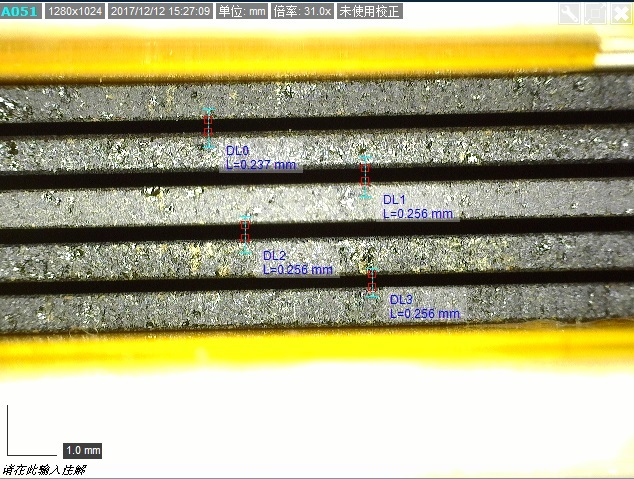 A051 1280x1024 2017/12/12 15:27:09 单位: mm 倍率: 31.0x 未使用校正
DL0
L=0.237 mm
DL1
L=0.256 mm
DL2
L=0.256 mm
DL3
L=0.256 mm
1.0 mm
请在此输入注解